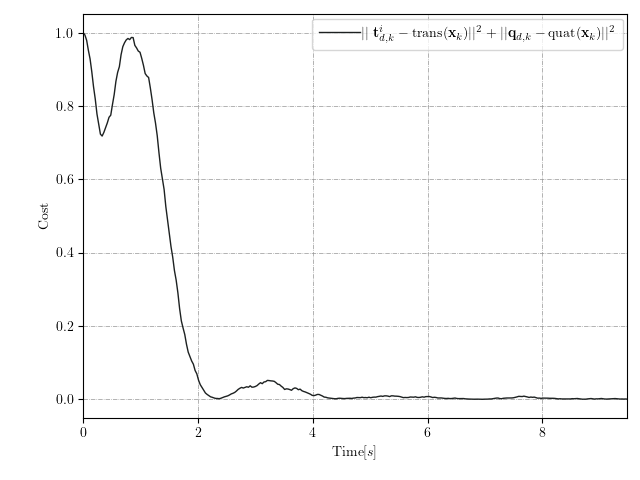 || t^i_{d,k} − trans(x_k)||^2 + ||q_{d,k} − quat(x_k)||^2
1.0
0.8
0.6
0.4
0.2
0.0
Cost
0 2 4 6 8
Time[s]